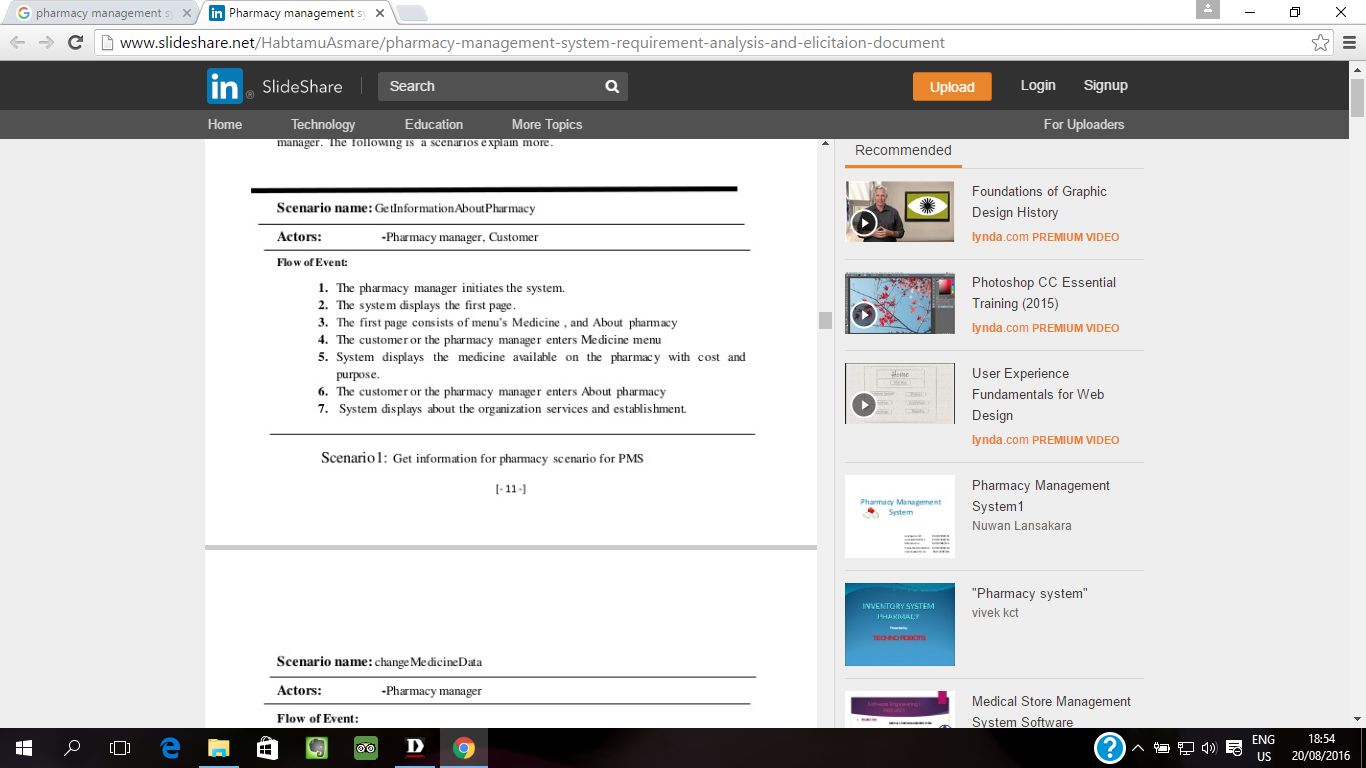 pharmacy management sy
Pharmacy management sy
www.slideshare.net/HabtamuAsmare/pharmacy-management-system-requirement-analysis-and-elicitaion-document
in® SlideShare
Search
Upload
Login
Signup
Home
Technology
Education
More Topics
For Uploaders
manager. The following is a scenarios explain more.
Scenario name: GetInformationAboutPharmacy
Actors: -Pharmacy manager, Customer
Flow of Event:
1. The pharmacy manager initiates the system.
2. The system displays the first page.
3. The first page consists of menu's Medicine , and About pharmacy
4. The customer or the pharmacy manager enters Medicine menu
5. System displays the medicine available on the pharmacy with cost and
purpose.
6. The customer or the pharmacy manager enters About pharmacy
7. System displays about the organization services and establishment.
Scenario1: Get information for pharmacy scenario for PMS
[- 11 -]
Scenario name: changeMedicineData
Actors: -Pharmacy manager
Flow of Event:
Recommended
Foundations of Graphic
Design History
lynda.com PREMIUM VIDEO
Photoshop CC Essential
Training (2015)
lynda.com PREMIUM VIDEO
Home
User Experience
Fundamentals for Web
Design
lynda.com PREMIUM VIDEO
Pharmacy Management
System
Pharmacy Management
System1
Nuwan Lansakara
INVENTORY SYSTEM
PHARMACY
TECHNO ROBOTS
"Pharmacy system"
vivek kct
Medical Store Management
System Software
ENG
US
18:54
20/08/2016